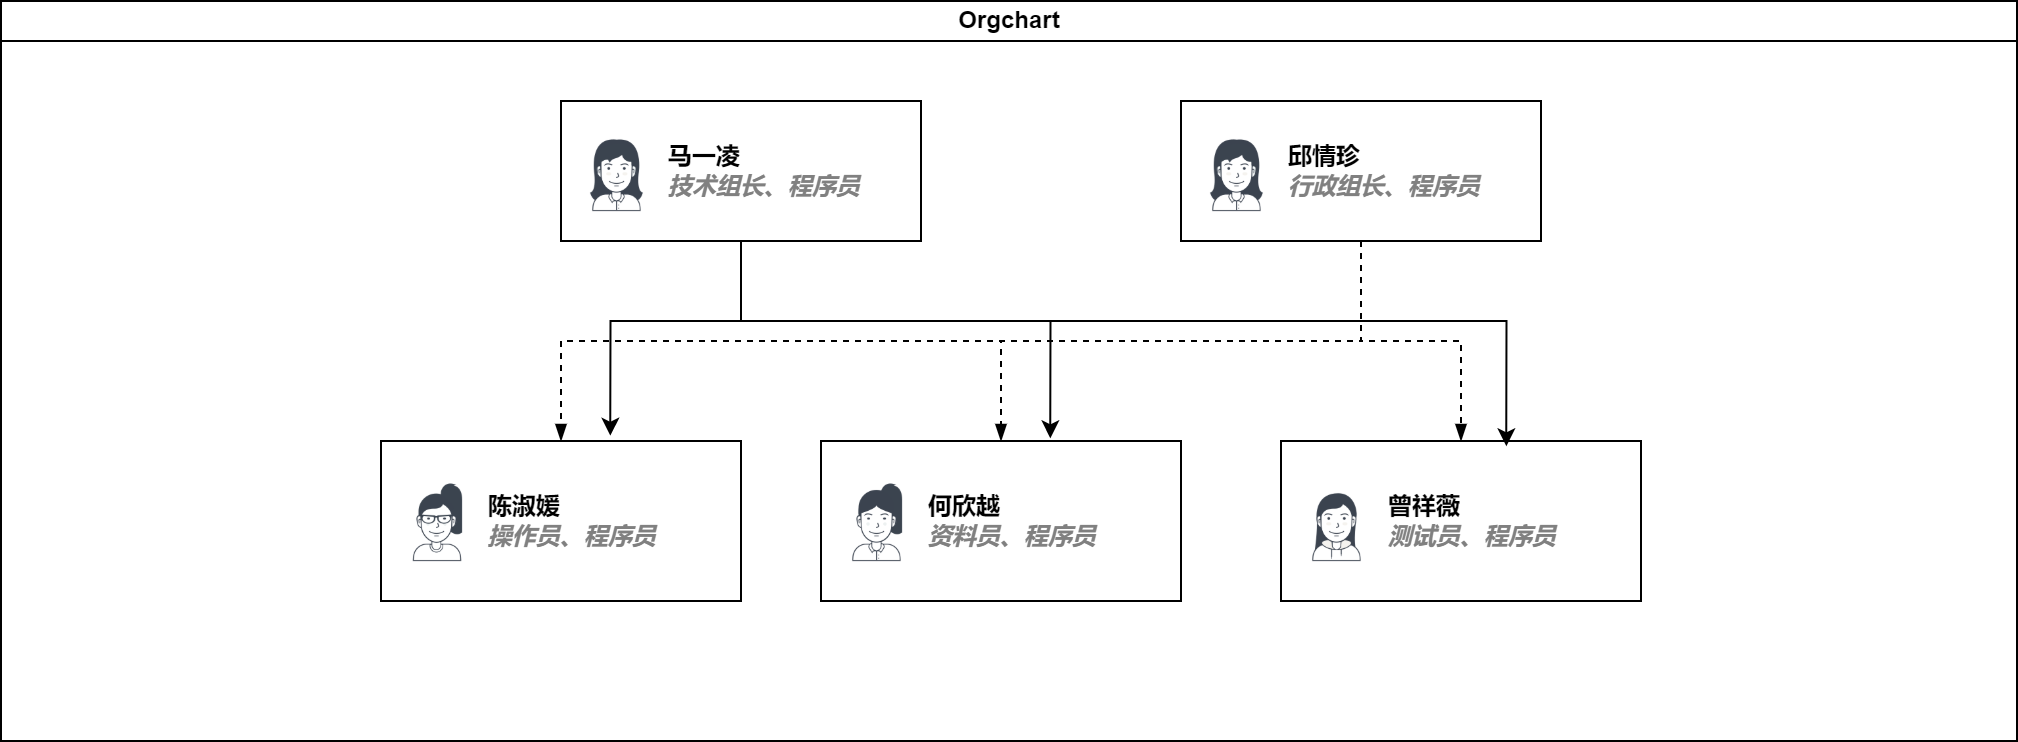 Orgchart
马一凌
技术组长、程序员
邱情珍
行政组长、程序员
陈淑媛
操作员、程序员
何欣越
资料员、程序员
曾祥薇
测试员、程序员